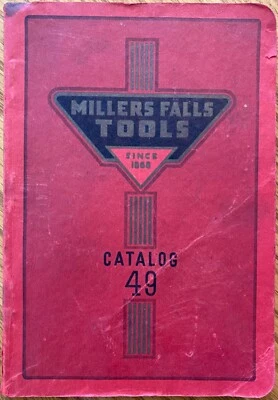 MILLERS FALLS
TOOLS
SINCE
1868
CATALOG
49